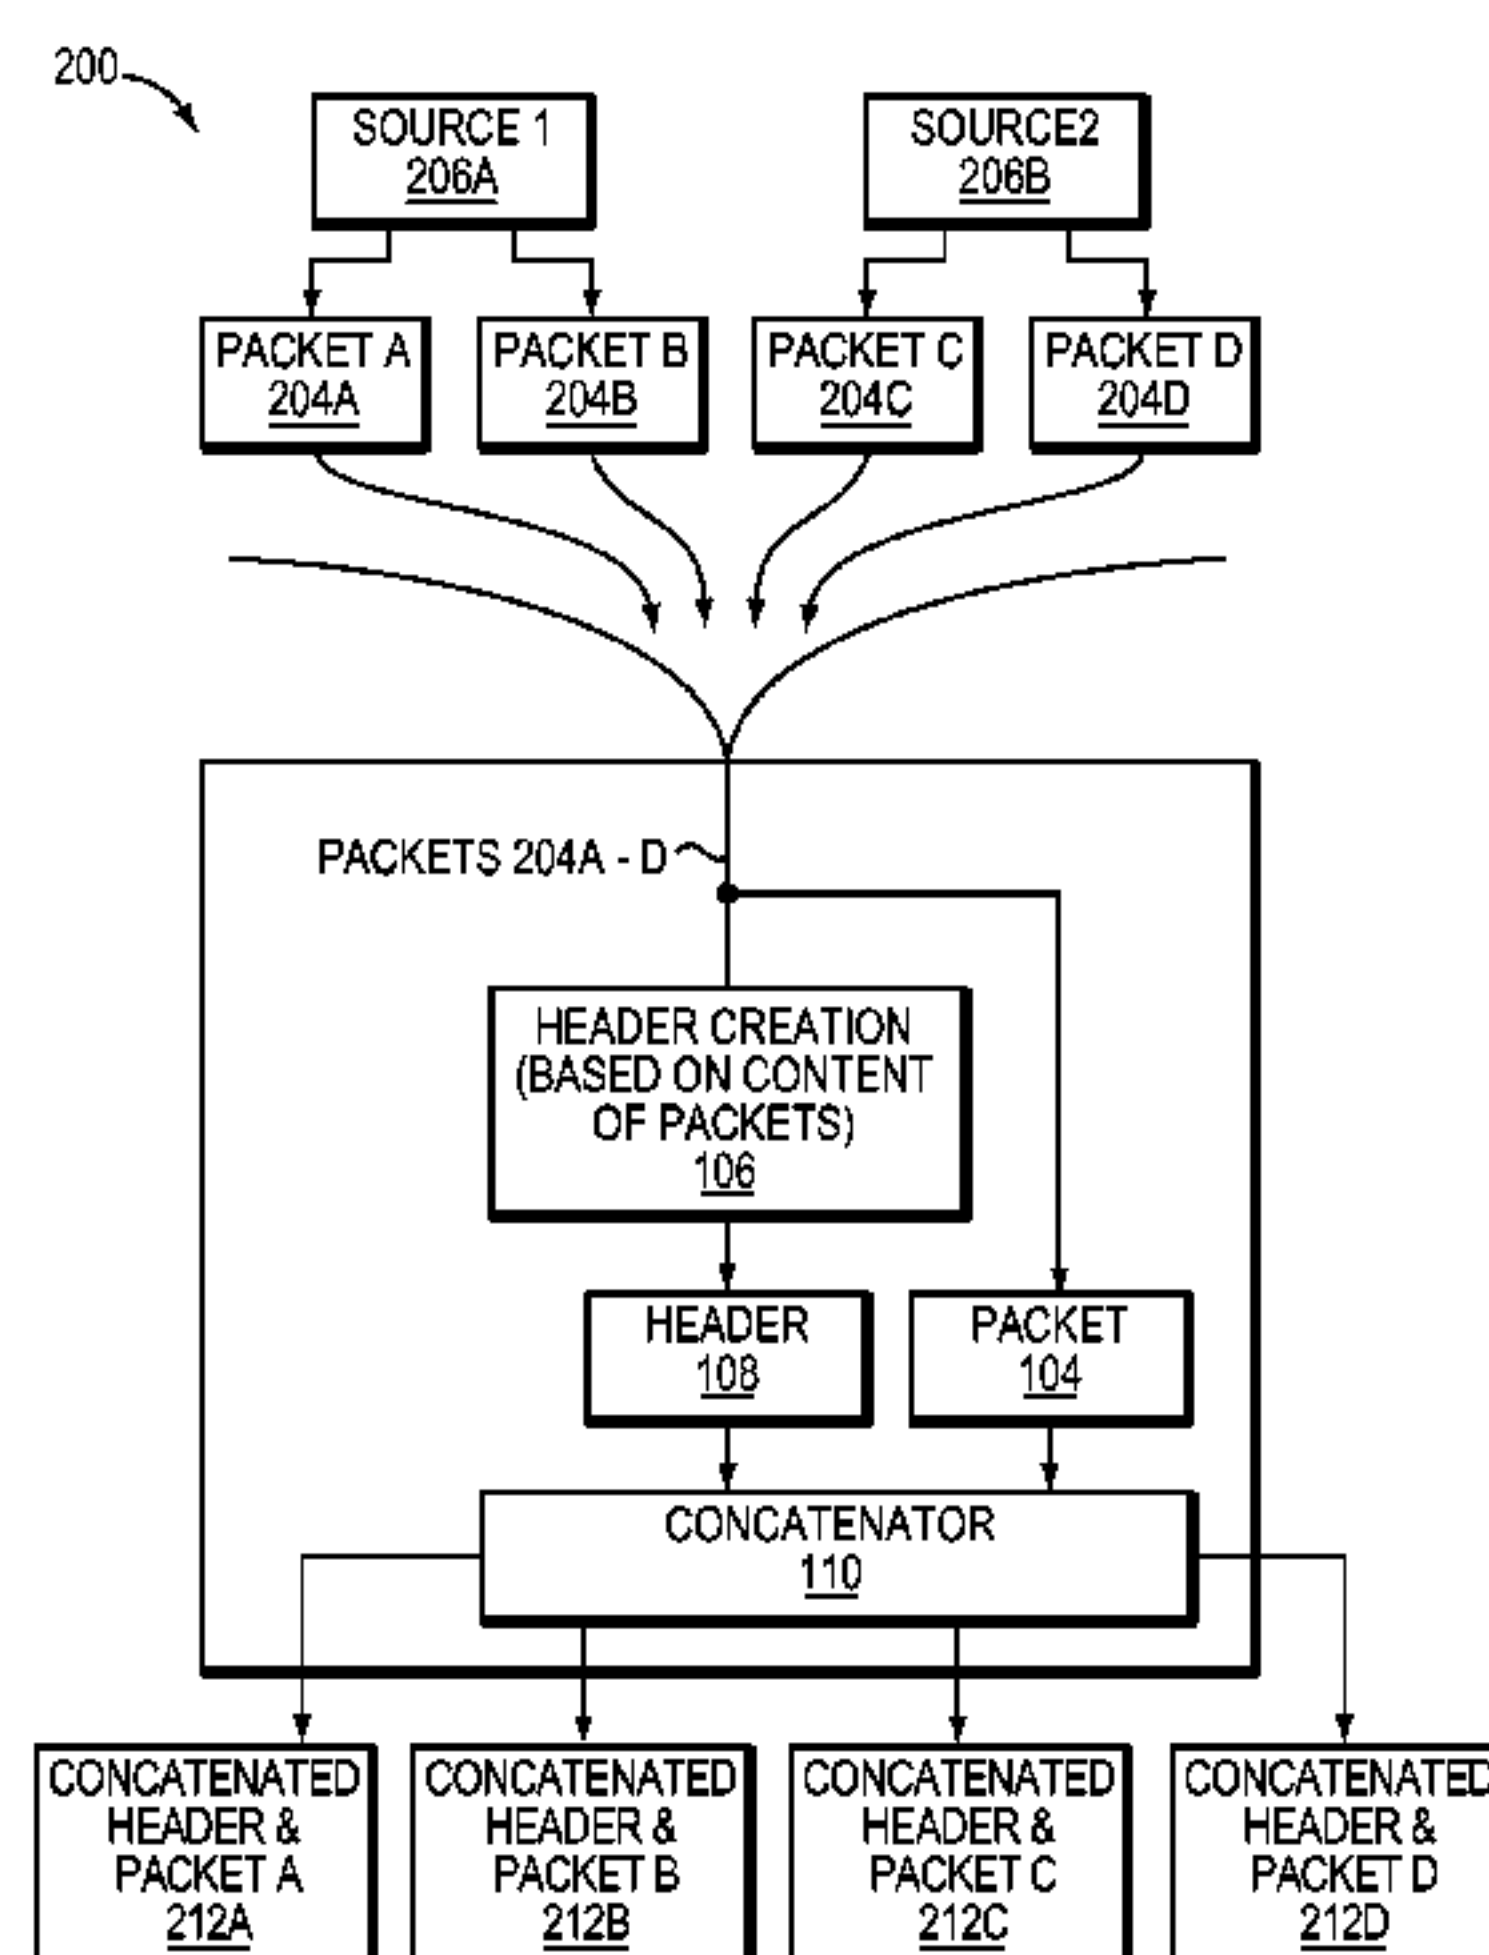 200
SOURCE 1
206A
SOURCE2
206B
PACKET A
204A
PACKET B
204B
PACKET C
204C
PACKET D
204D
PACKETS 204A - D
HEADER CREATION
(BASED ON CONTENT
OF PACKETS)
106
HEADER
108
PACKET
104
CONCATENATOR
110
CONCATENATED
HEADER &
PACKET A
212A
CONCATENATED
HEADER &
PACKET B
212B
CONCATENATED
HEADER &
PACKET C
212C
CONCATENATED
HEADER &
PACKET D
212D